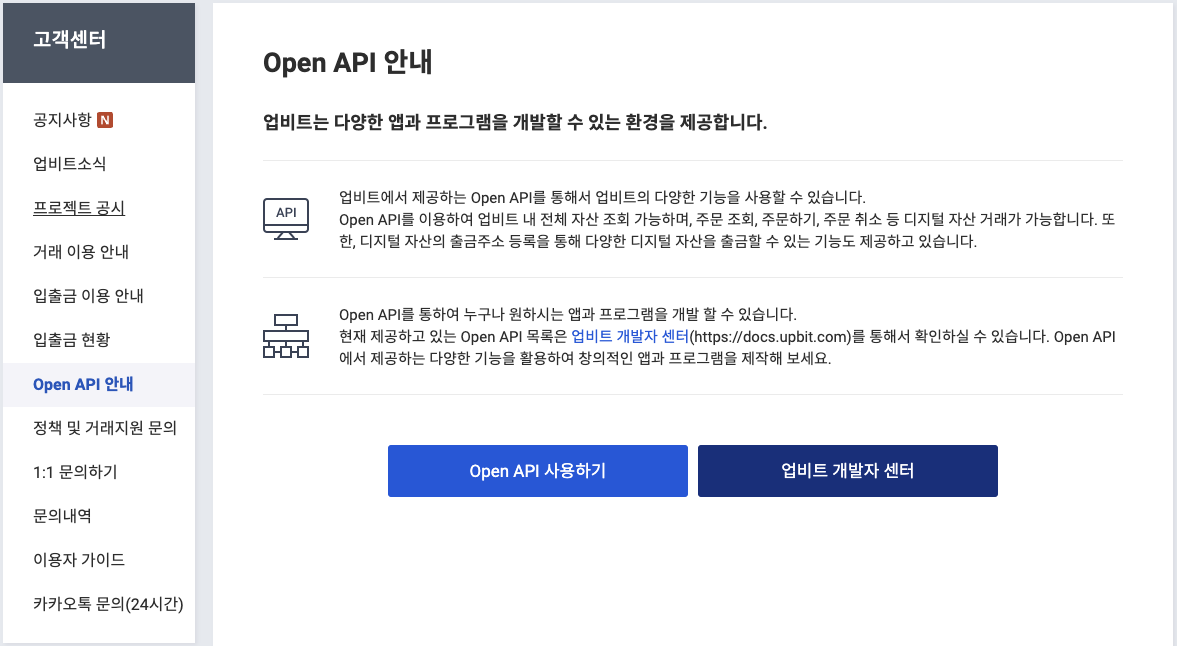 고객센터
공지사항 N
업비트소식
프로젝트 공시
거래 이용 안내
입출금 이용 안내
입출금 현황
Open API 안내
정책 및 거래지원 문의
1:1 문의하기
문의내역
이용자 가이드
카카오톡 문의(24시간)
Open API 안내
업비트는 다양한 앱과 프로그램을 개발할 수 있는 환경을 제공합니다.
API
업비트에서 제공하는 Open API를 통해서 업비트의 다양한 기능을 사용할 수 있습니다.
Open API를 이용하여 업비트 내 전체 자산 조회 가능하며, 주문 조회, 주문하기, 주문 취소 등 디지털 자산 거래가 가능합니다. 또
한, 디지털 자산의 출금주소 등록을 통해 다양한 디지털 자산을 출금할 수 있는 기능도 제공하고 있습니다.
Open API를 통하여 누구나 원하시는 앱과 프로그램을 개발 할 수 있습니다.
현재 제공하고 있는 Open API 목록은 업비트 개발자 센터(https://docs.upbit.com)를 통해서 확인하실 수 있습니다. Open API
에서 제공하는 다양한 기능을 활용하여 창의적인 앱과 프로그램을 제작해 보세요.
Open API 사용하기
업비트 개발자 센터